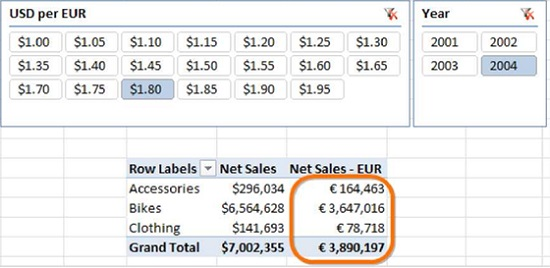 USD per EUR
$1.00 $1.05 $1.10 $1.15 $1.20 $1.25 $1.30
$1.35 $1.40 $1.45 $1.50 $1.55 $1.60 $1.65
$1.70 $1.75 $1.80 $1.85 $1.90 $1.95
Year
2001 2002
2003 2004
Row Labels Net Sales Net Sales - EUR
Accessories $296,034 € 164,463
Bikes $6,564,628 € 3,647,016
Clothing $141,693 € 78,718
Grand Total $7,002,355 € 3,890,197